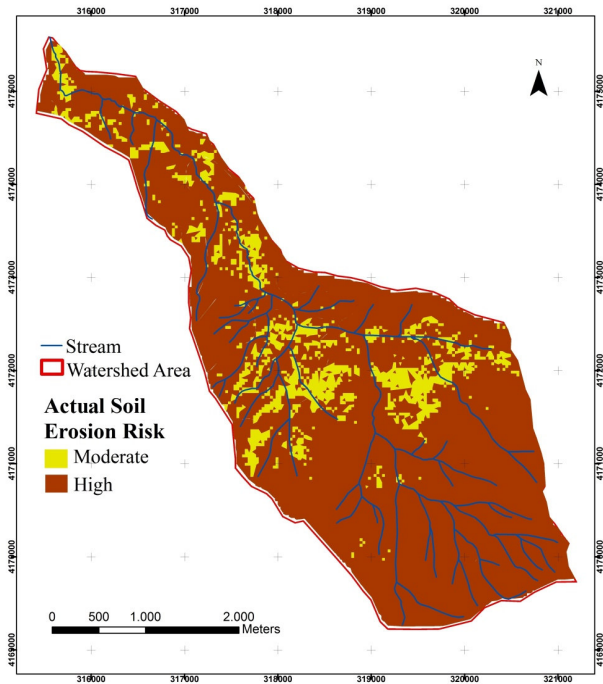 316000 317000 318000 319000 320000 321000
N
4175000 4175000
4174000 4174000
4173000 4173000
4172000 4172000
4171000 4171000
4170000 4170000
4169000 4169000
Stream
Watershed Area
Actual Soil
Erosion Risk
Moderate
High
0 500 1.000 2.000
Meters
316000 317000 318000 319000 320000 321000